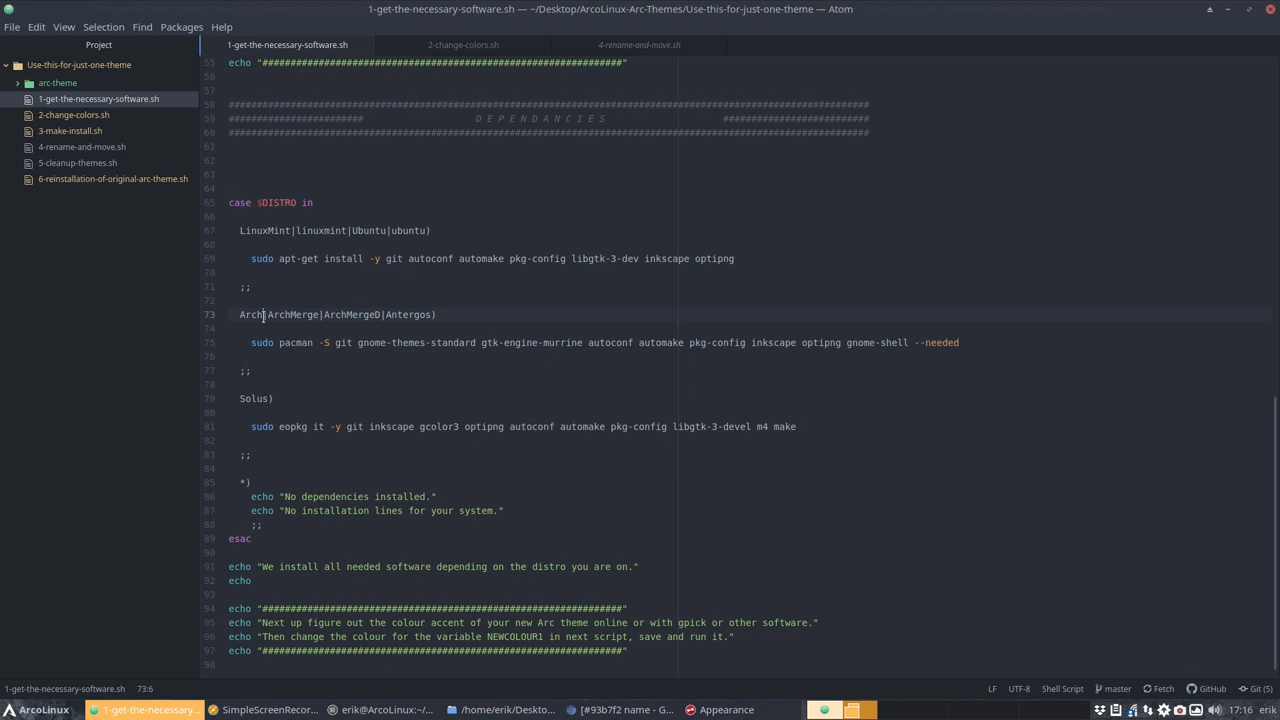 1-get-the-necessary-software.sh — ~/Desktop/ArcoLinux-Arc-Themes/Use-this-for-just-one-theme — Atom
File Edit View Selection Find Packages Help
Project
1-get-the-necessary-software.sh 2-change-colors.sh 4-rename-and-move.sh
Use-this-for-just-one-theme
arc-theme
1-get-the-necessary-software.sh
2-change-colors.sh
3-make-install.sh
4-rename-and-move.sh
5-cleanup-themes.sh
6-reinstallation-of-original-arc-theme.sh
55 echo "################################################################"
56
57
58 ##################################################################################################################
59 ######################## D E P E N D A N C I E S ##########################
60 ##################################################################################################################
61
62
63
64
65 case $DISTRO in
66
67 LinuxMint|linuxmint|Ubuntu|ubuntu)
68
69 sudo apt-get install -y git autoconf automake pkg-config libgtk-3-dev inkscape optipng
70
71 ;;
72
73 Arch|ArchMerge|ArchMergeD|Antergos)
74
75 sudo pacman -S git gnome-themes-standard gtk-engine-murrine autoconf automake pkg-config inkscape optipng gnome-shell --needed
76
77 ;;
78
79 Solus)
80
81 sudo eopkg it -y git inkscape gcolor3 optipng autoconf automake pkg-config libgtk-3-devel m4 make
82
83 ;;
84
85 *)
86 echo "No dependencies installed."
87 echo "No installation lines for your system."
88 ;;
89 esac
90
91 echo "We install all needed software depending on the distro you are on."
92 echo
93
94 echo "################################################################"
95 echo "Next up figure out the colour accent of your new Arc theme online or with gpick or other software."
96 echo "Then change the colour for the variable NEWCOLOUR1 in next script, save and run it."
97 echo "################################################################"
98
1-get-the-necessary-software.sh 73:6 LF UTF-8 Shell Script master Fetch GitHub Git (5)
ArcoLinux 1-get-the-necessary... SimpleScreenRecor... erik@ArcoLinux:~/... /home/erik/Deskto... [#93b7f2 name - G... Appearance 17:16 erik